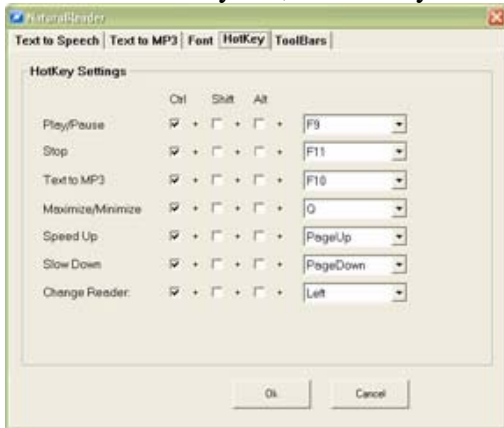 NaturalReader
Text to Speech Text to MP3 Font HotKey ToolBars
HotKey Settings
Ctrl Shift Alt
Play/Pause + + + F9
Stop + + + F11
Text to MP3 + + + F10
Maximize/Minimize + + + Q
Speed Up + + + PageUp
Slow Down + + + PageDown
Change Reader: + + + Left
Ok Cancel